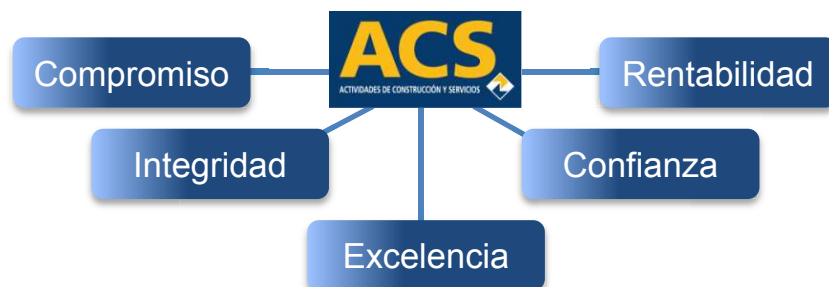 ACS
ACTIVIDADES DE CONSTRUCCIÓN Y SERVICIOS
Compromiso
Rentabilidad
Integridad
Confianza
Excelencia